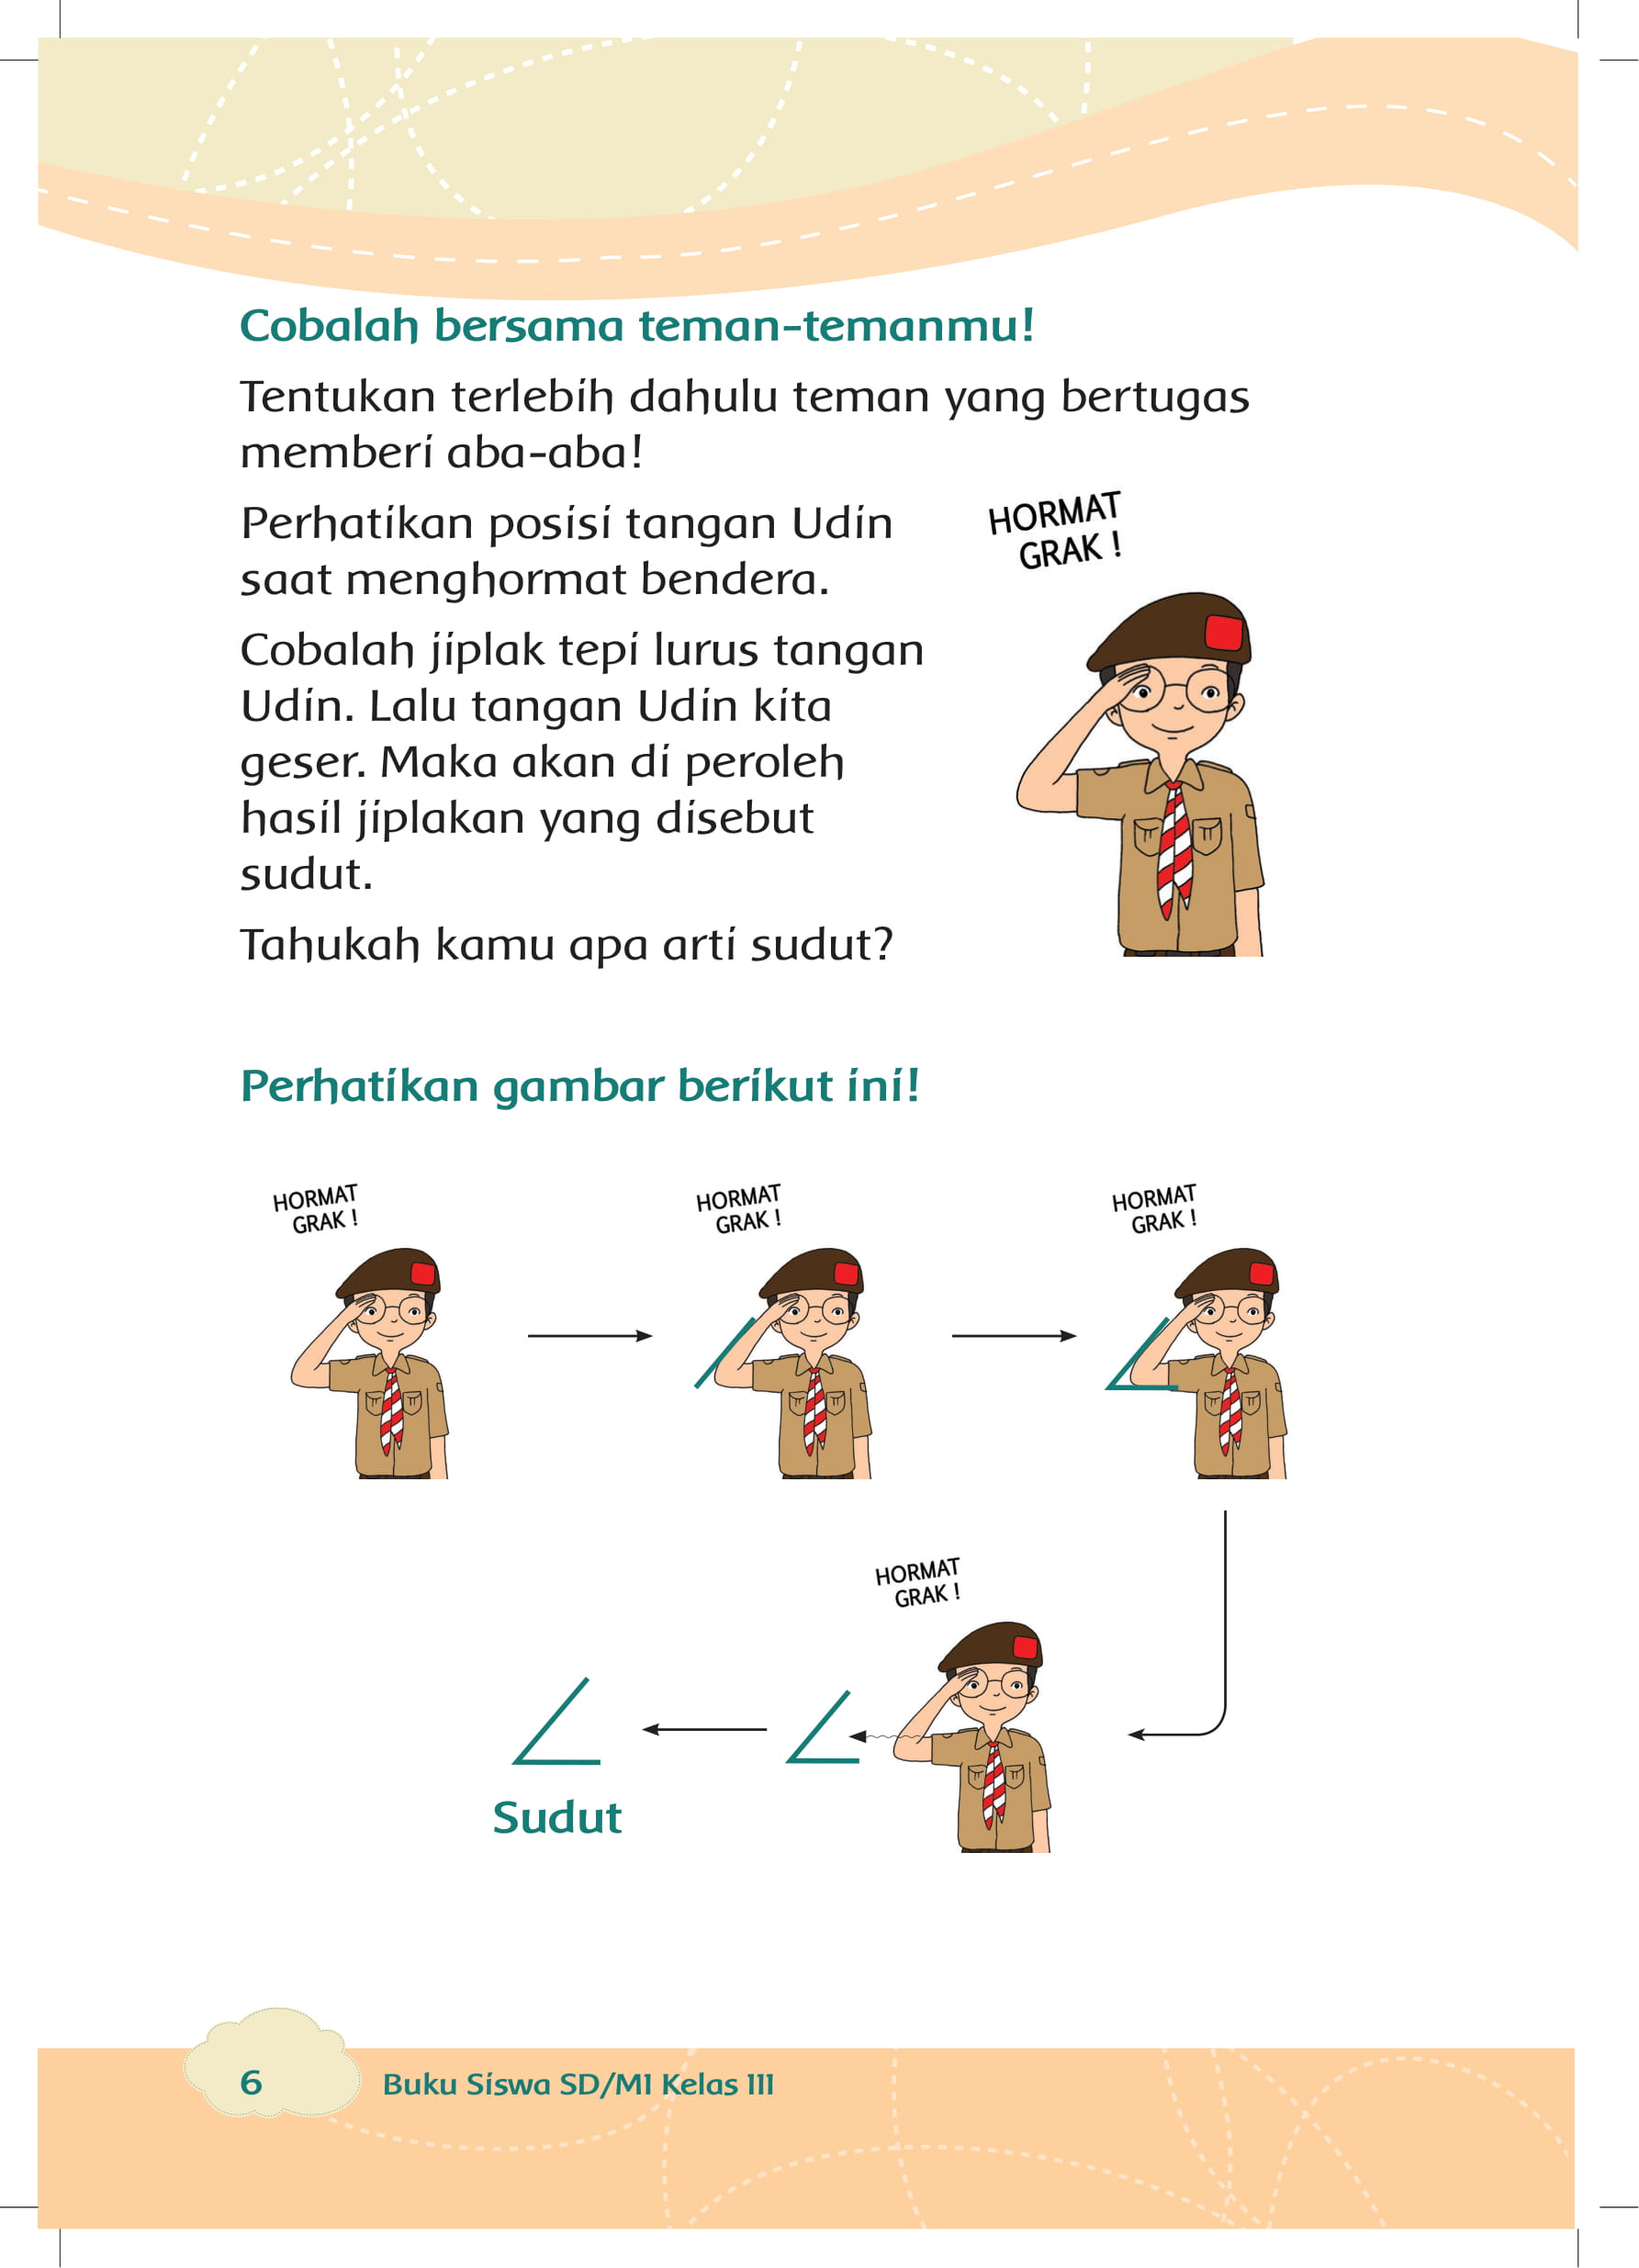 Cobalah bersama teman-temanmu!
Tentukan terlebih dahulu teman yang bertugas
memberi aba-aba!
Perhatikan posisi tangan Udin
saat menghormat bendera.
Cobalah jiplak tepi lurus tangan
Udin. Lalu tangan Udin kita
geser. Maka akan di peroleh
hasil jiplakan yang disebut
sudut.
Tahukah kamu apa arti sudut?
HORMAT
GRAK !
Perhatikan gambar berikut ini!
HORMAT
GRAK !
HORMAT
GRAK !
HORMAT
GRAK !
HORMAT
GRAK !
Sudut
6
Buku Siswa SD/MI Kelas III